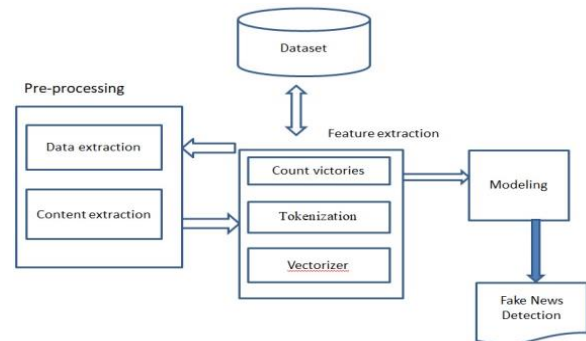 Dataset
Pre-processing
Data extraction
Content extraction
Feature extraction
Count victories
Tokenization
Vectorizer
Modeling
Fake News
Detection